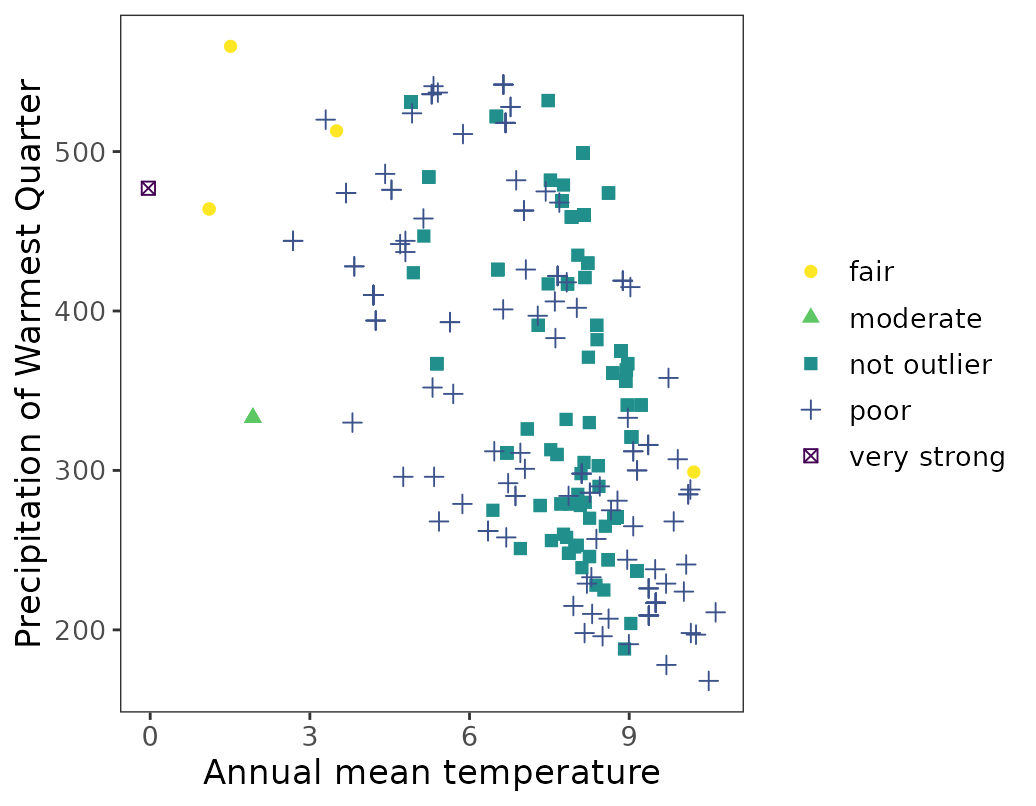 Precipitation of Warmest Quarter
500
400
300
200
0 3 6 9
Annual mean temperature
fair
moderate
not outlier
poor
very strong